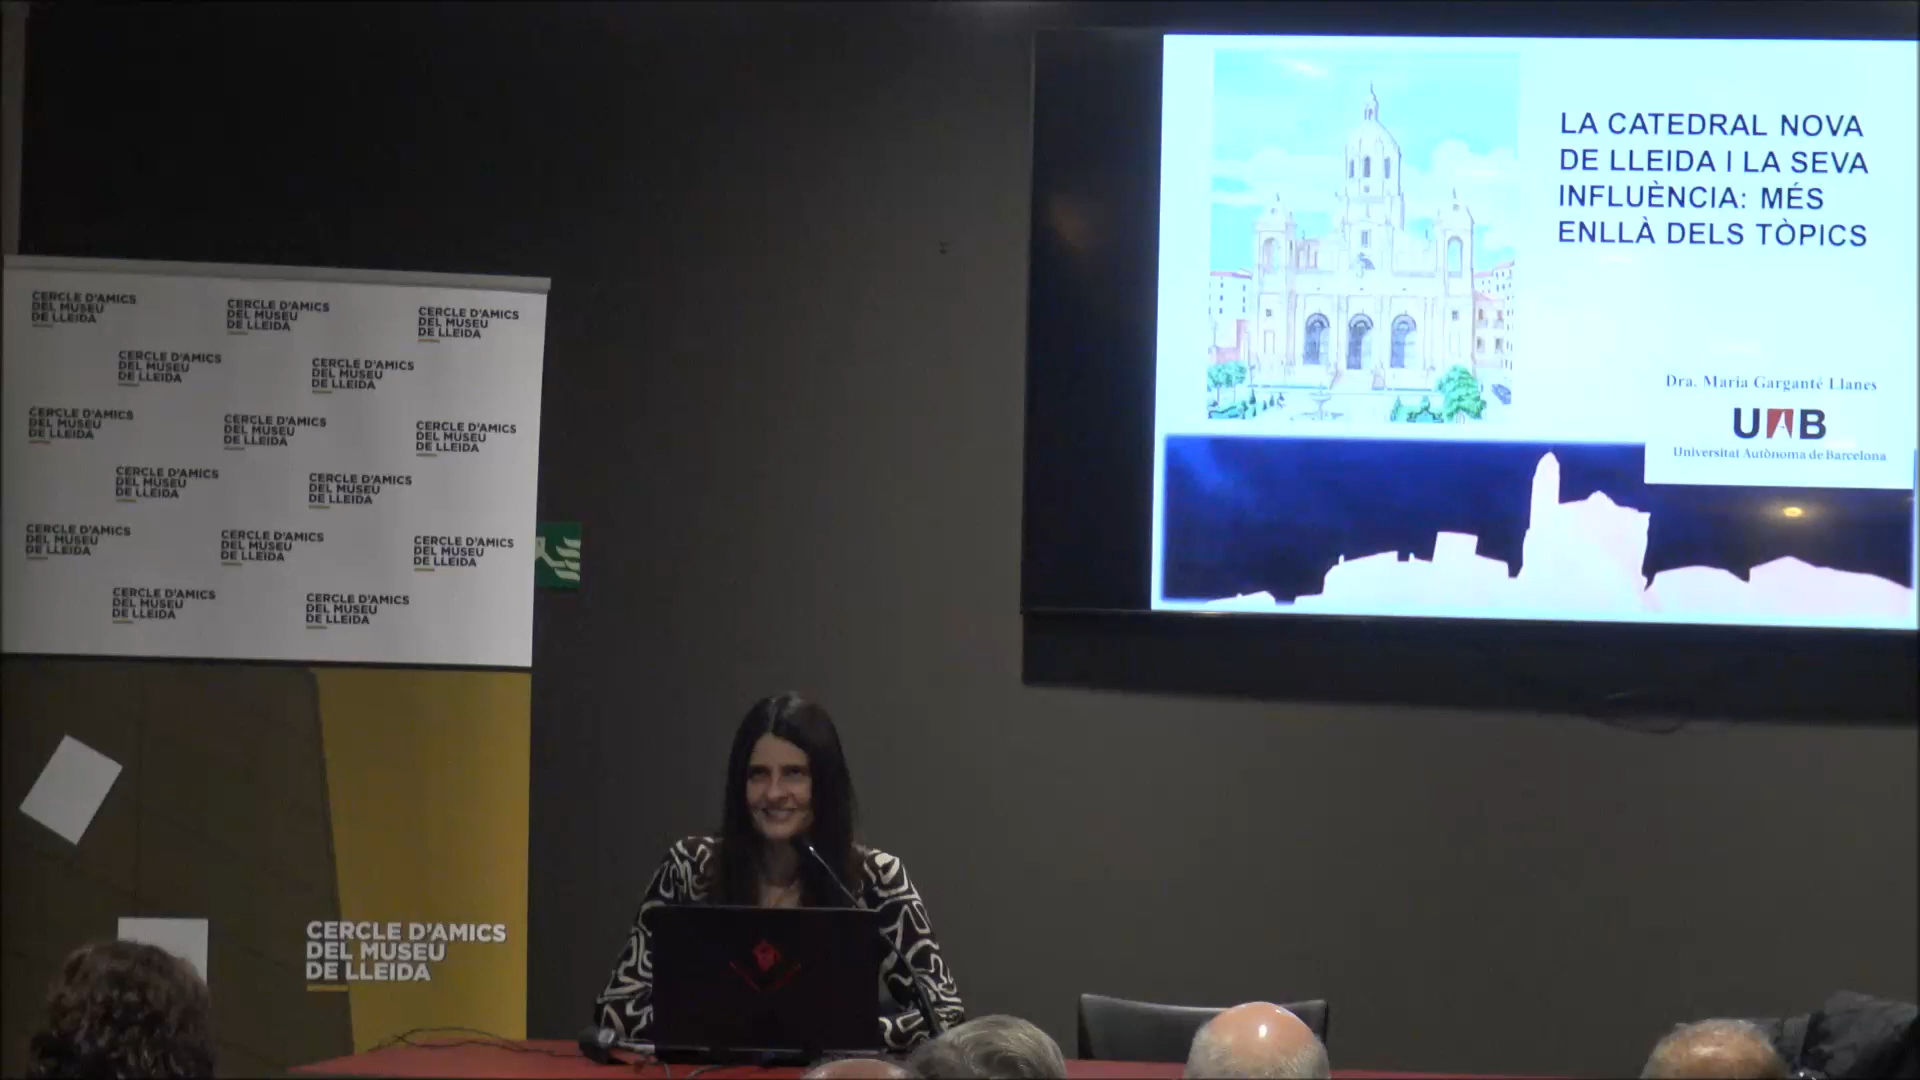 CERCLE D'AMICS
DEL MUSEU
DE LLEIDA
CERCLE D'AMICS
DEL MUSEU
DE LLEIDA
CERCLE D'AMICS
DEL MUSEU
DE LLEIDA
CERCLE D'AMICS
DEL MUSEU
DE LLEIDA
CERCLE D'AMICS
DEL MUSEU
DE LLEIDA
CERCLE D'AMICS
DEL MUSEU
DE LLEIDA
CERCLE D'AMICS
DEL MUSEU
DE LLEIDA
CERCLE D'AMICS
DEL MUSEU
DE LLEIDA
CERCLE D'AMICS
DEL MUSEU
DE LLEIDA
CERCLE D'AMICS
DEL MUSEU
DE LLEIDA
CERCLE D'AMICS
DEL MUSEU
DE LLEIDA
CERCLE D'AMICS
DEL MUSEU
DE LLEIDA
CERCLE D'AMICS
DEL MUSEU
DE LLEIDA
CERCLE D'AMICS
DEL MUSEU
DE LLEIDA
CERCLE D'AMICS
DEL MUSEU
DE LLEIDA
CERCLE D'AMICS
DEL MUSEU
DE LLEIDA
LA CATEDRAL NOVA
DE LLEIDA I LA SEVA
INFLUÈNCIA: MÉS
ENLLÀ DELS TÒPICS
Dra. Maria Garganté Llanes
UAB
Universitat Autònoma de Barcelona